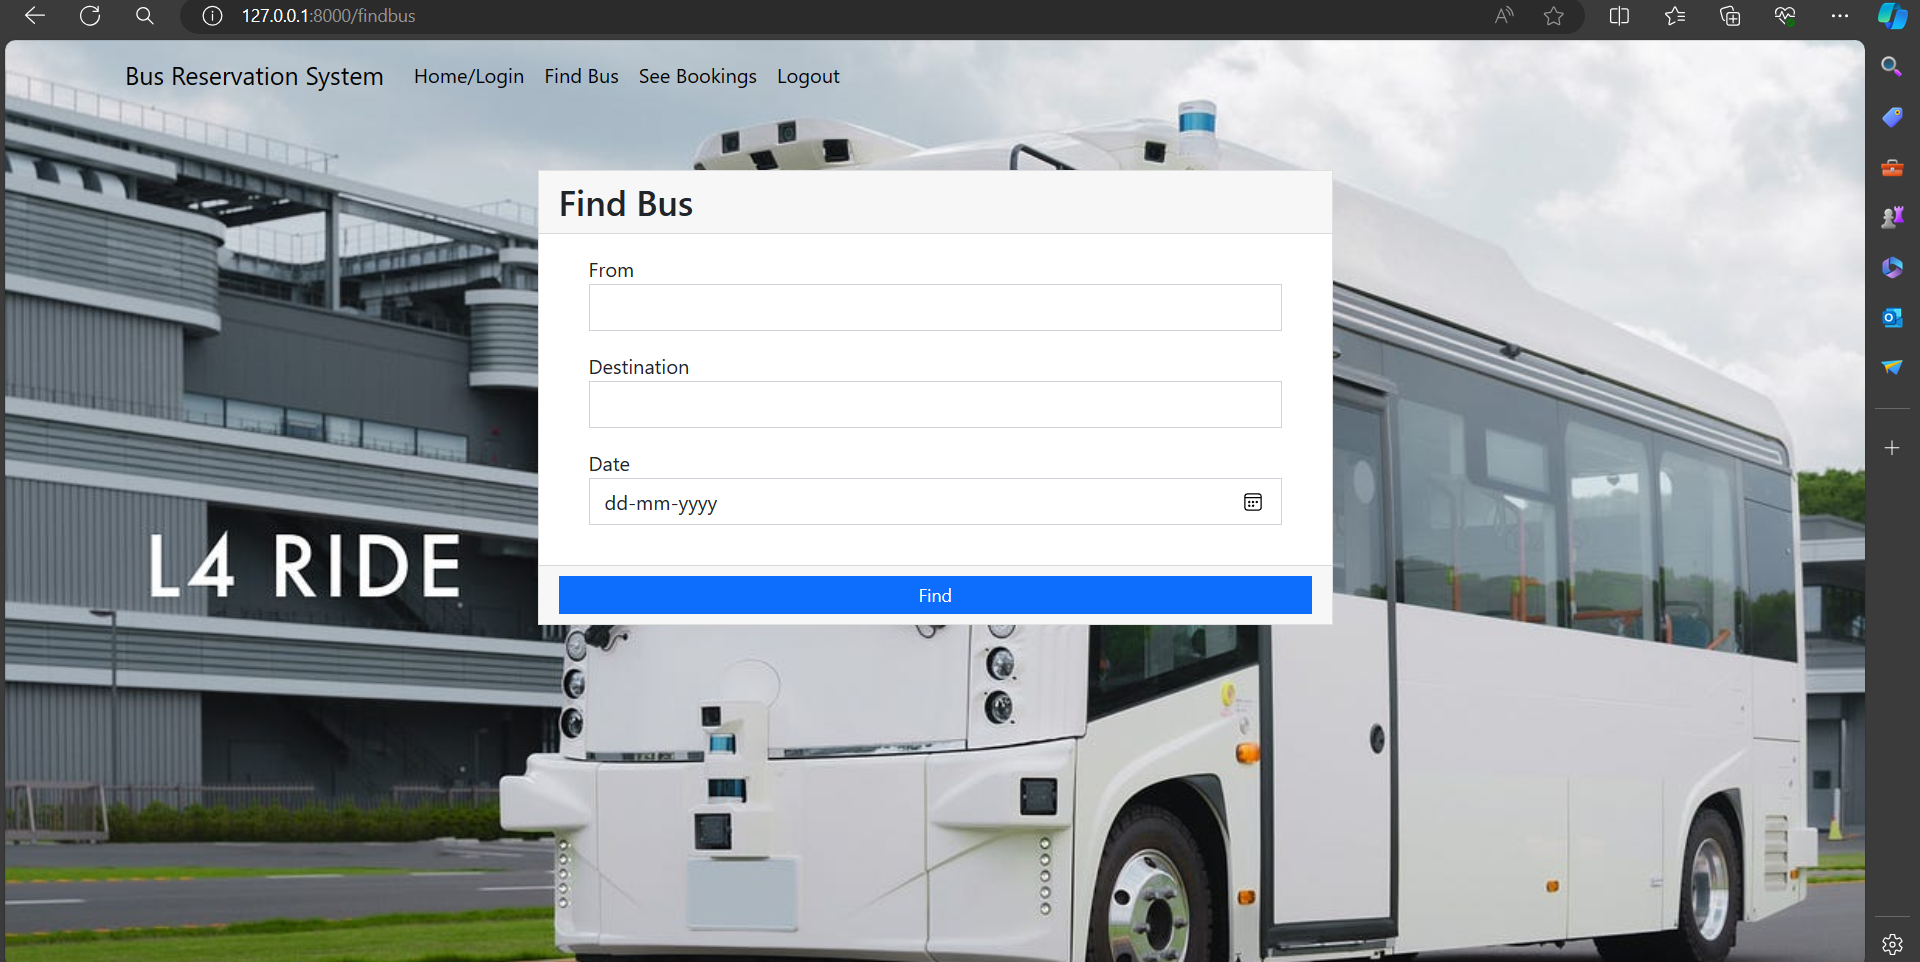 127.0.0.1:8000/findbus
Bus Reservation System Home/Login Find Bus See Bookings Logout
Find Bus
From
Destination
Date
dd-mm-yyyy
L4 RIDE
Find